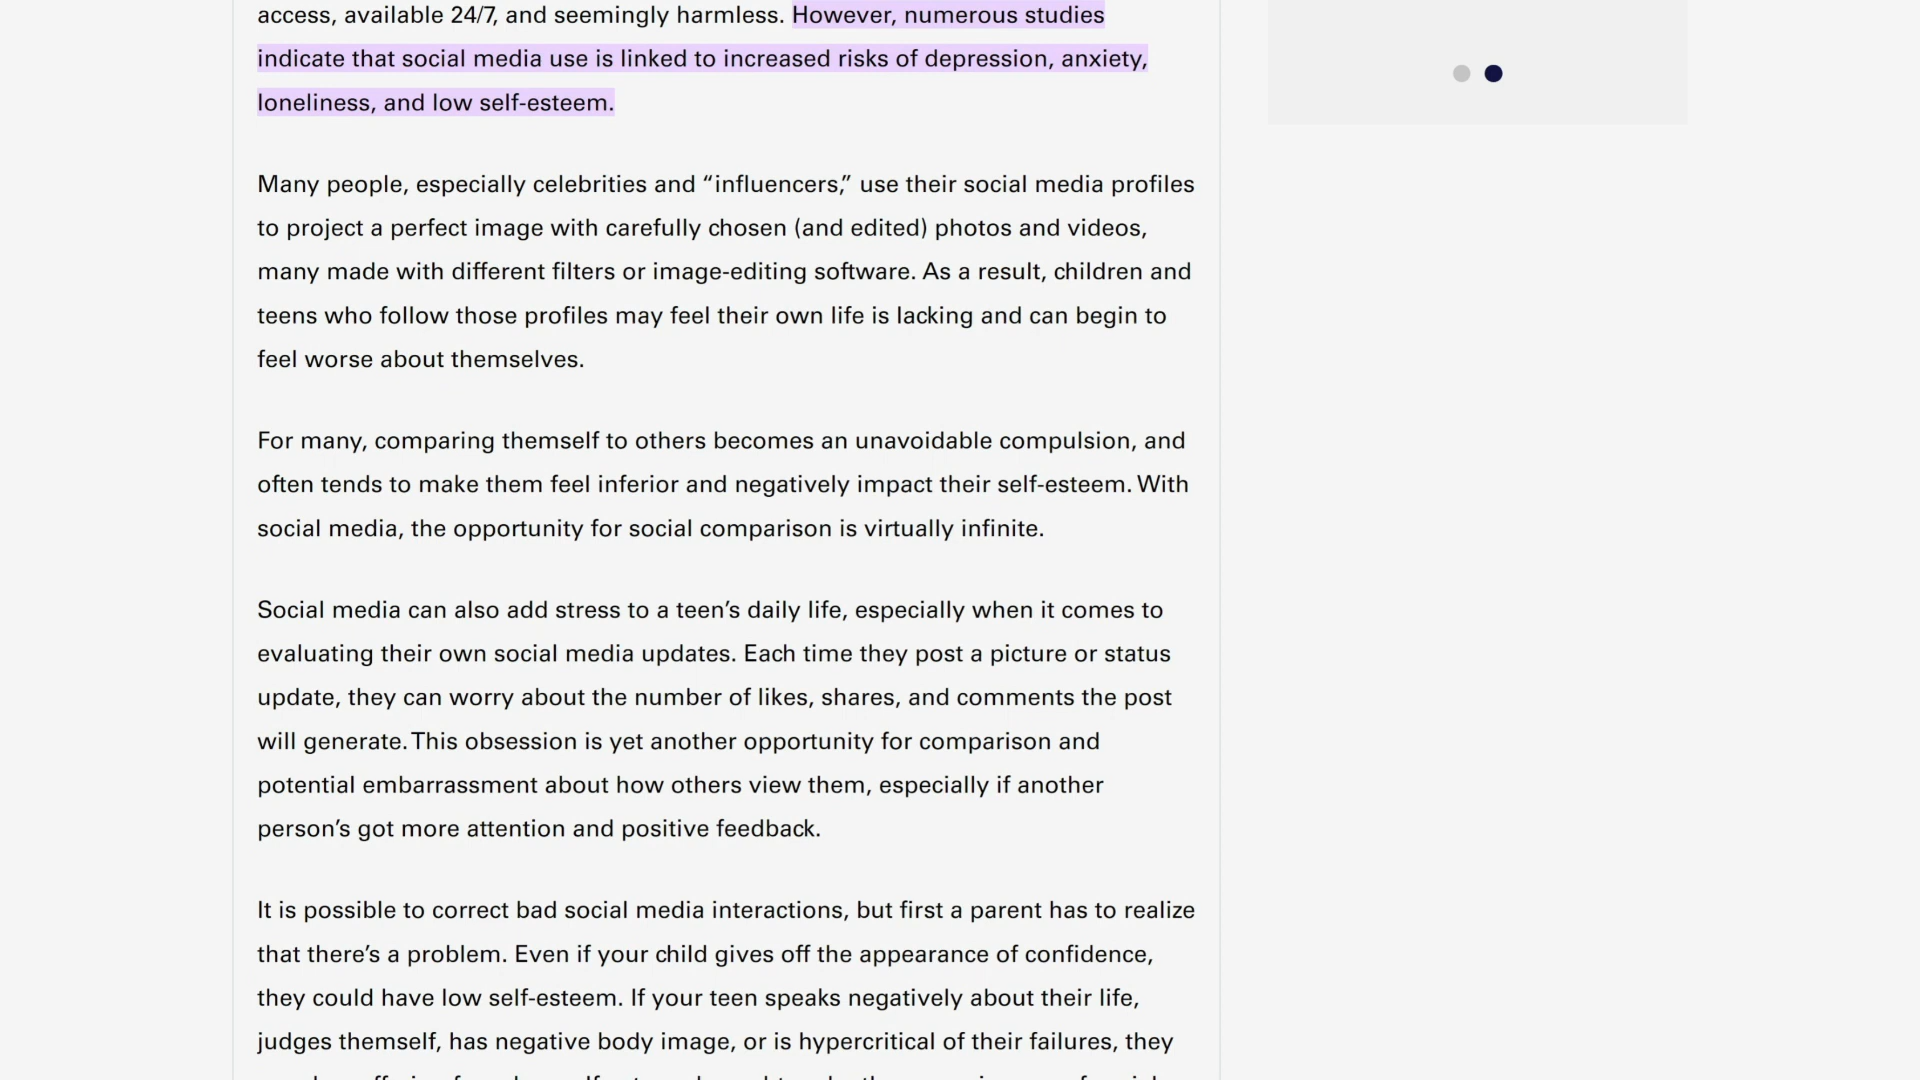 access, available 24/7, and seemingly harmless. However, numerous studies
indicate that social media use is linked to increased risks of depression, anxiety,
loneliness, and low self-esteem.
Many people, especially celebrities and “influencers,” use their social media profiles
to project a perfect image with carefully chosen (and edited) photos and videos,
many made with different filters or image-editing software. As a result, children and
teens who follow those profiles may feel their own life is lacking and can begin to
feel worse about themselves.
For many, comparing themself to others becomes an unavoidable compulsion, and
often tends to make them feel inferior and negatively impact their self-esteem. With
social media, the opportunity for social comparison is virtually infinite.
Social media can also add stress to a teen’s daily life, especially when it comes to
evaluating their own social media updates. Each time they post a picture or status
update, they can worry about the number of likes, shares, and comments the post
will generate. This obsession is yet another opportunity for comparison and
potential embarrassment about how others view them, especially if another
person’s got more attention and positive feedback.
It is possible to correct bad social media interactions, but first a parent has to realize
that there’s a problem. Even if your child gives off the appearance of confidence,
they could have low self-esteem. If your teen speaks negatively about their life,
judges themself, has negative body image, or is hypercritical of their failures, they